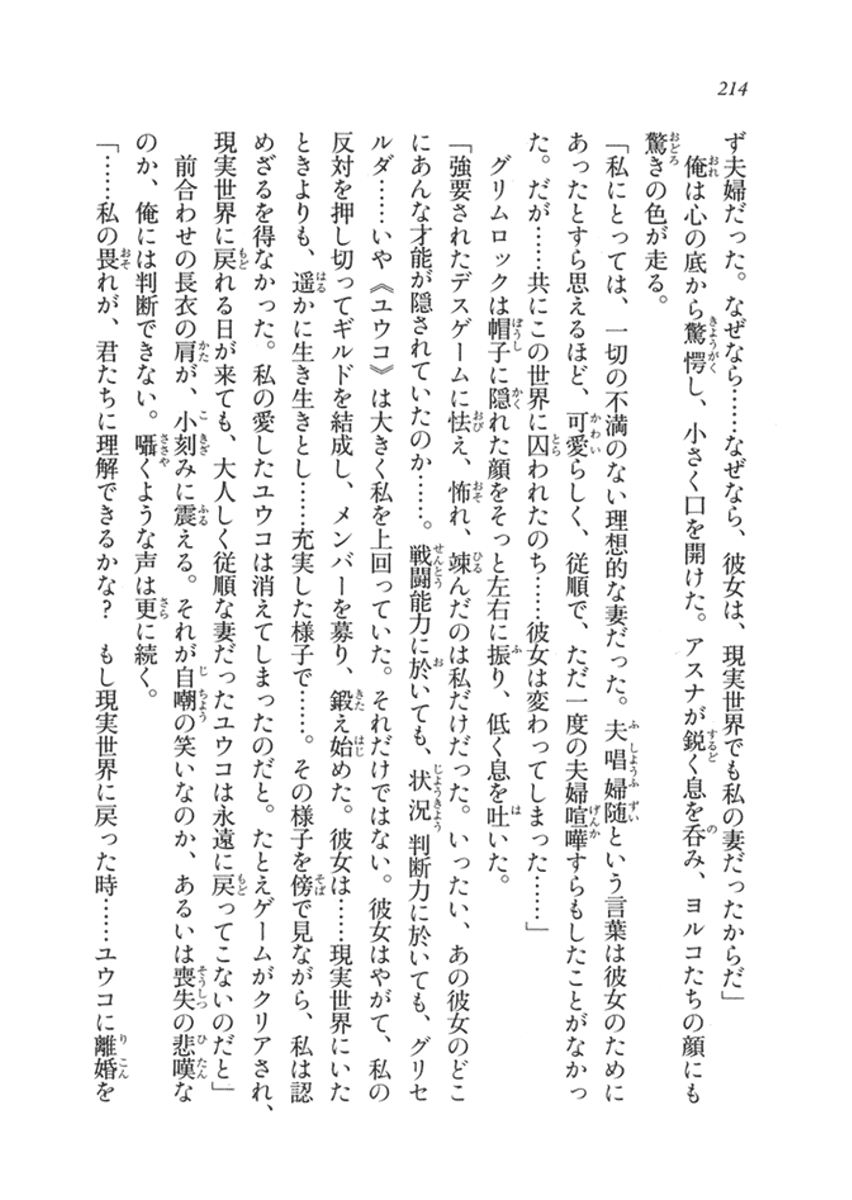 214
ず夫婦だった。なぜなら……なぜなら、彼女は、現実世界でも私の妻だったからだ」
俺は心の底から驚愕し、小さく口を開けた。アスナが鋭く息を呑み、ヨルコたちの顔にも
驚きの色が走る。
「私にとっては、一切の不満のない理想的な妻だった。夫唱婦随という言葉は彼女のために
あったとすら思えるほど、可愛らしく、従順で、ただ一度の夫婦喧嘩すらもしたことがなかっ
た。だが……共にこの世界に囚われたのち……彼女は変わってしまった……」
グリムロックは帽子に隠れた顔をそっと左右に振り、低く息を吐いた。
「強要されたデスゲームに怯え、怖れ、竦んだのは私だけだった。いったい、あの彼女のどこ
にあんな才能が隠されていたのか……。戦闘能力に於いても、状況判断力に於いても、グリセ
ルダ……いや《ユウコ》は大きく私を上回っていた。それだけではない。彼女はやがて、私の
反対を押し切ってギルドを結成し、メンバーを募り、鍛え始めた。彼女は……現実世界にいた
ときよりも、遥かに生き生きとし……充実した様子で……。その様子を傍で見ながら、私は認
めざるを得なかった。私の愛したユウコは消えてしまったのだと。たとえゲームがクリアされ、
現実世界に戻れる日が来ても、大人しく従順な妻だったユウコは永遠に戻ってこないのだと」
前合わせの長衣の肩が、小刻みに震える。それが自嘲の笑いなのか、あるいは喪失の悲嘆な
のか、俺には判断できない。囁くような声は更に続く。
「……私の畏れが、君たちに理解できるかな？　もし現実世界に戻った時……ユウコに離婚を